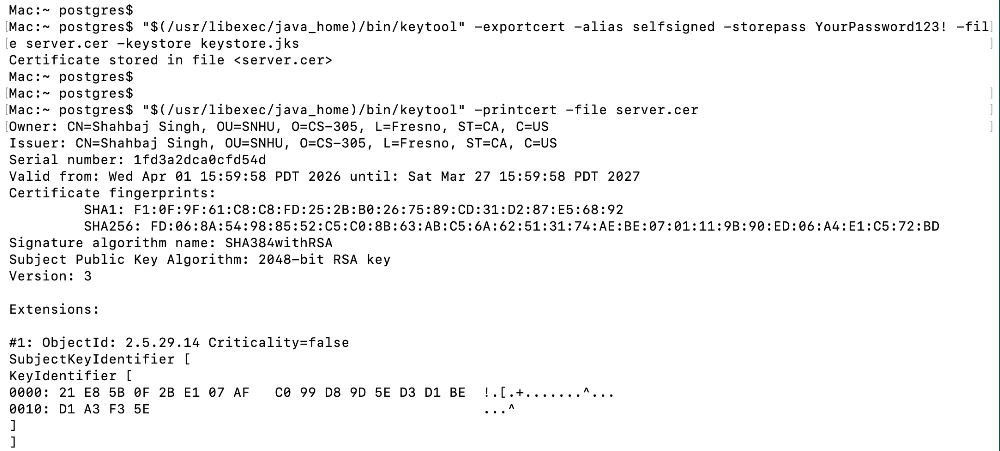 Mac:~ postgres$
[Mac:~ postgres$ "$(/usr/libexec/java_home)/bin/keytool" -exportcert -alias selfsigned -storepass YourPassword123! -fil]
[e server.cer -keystore keystore.jks ]
Certificate stored in file <server.cer>
Mac:~ postgres$
[Mac:~ postgres$ ]
[Mac:~ postgres$ "$(/usr/libexec/java_home)/bin/keytool" -printcert -file server.cer ]
[Owner: CN=Shahbaj Singh, OU=SNHU, O=CS-305, L=Fresno, ST=CA, C=US ]
Issuer: CN=Shahbaj Singh, OU=SNHU, O=CS-305, L=Fresno, ST=CA, C=US
Serial number: 1fd3a2dca0cfd54d
Valid from: Wed Apr 01 15:59:58 PDT 2026 until: Sat Mar 27 15:59:58 PDT 2027
Certificate fingerprints:
SHA1: F1:0F:9F:61:C8:C8:FD:25:2B:B0:26:75:89:CD:31:D2:87:E5:68:92
SHA256: FD:06:8A:54:98:85:52:C5:C0:8B:63:AB:C5:6A:62:51:31:74:AE:BE:07:01:11:9B:90:ED:06:A4:E1:C5:72:BD
Signature algorithm name: SHA384withRSA
Subject Public Key Algorithm: 2048-bit RSA key
Version: 3
Extensions:
#1: ObjectId: 2.5.29.14 Criticality=false
SubjectKeyIdentifier [
KeyIdentifier [
0000: 21 E8 5B 0F 2B E1 07 AF   C0 99 D8 9D 5E D3 D1 BE  !.[.+.......^...
0010: D1 A3 F3 5E                                        ...^
]
]